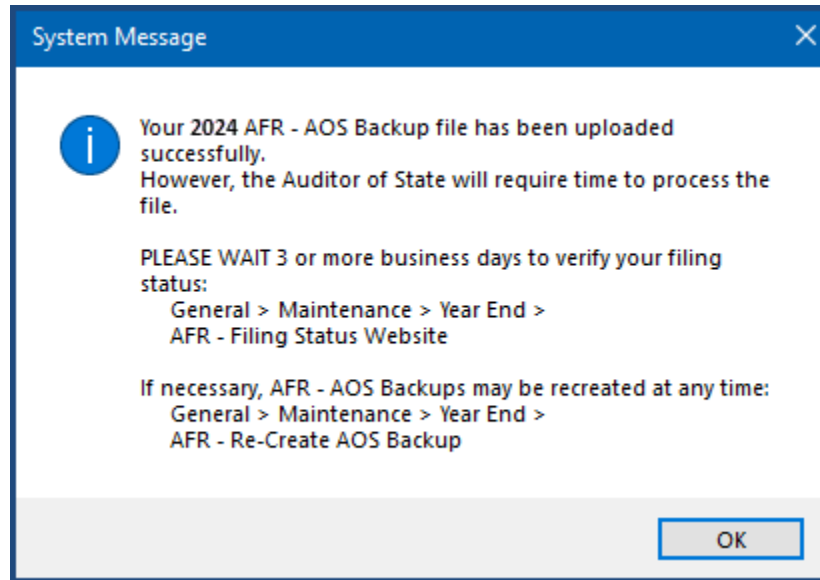 System Message
Your 2024 AFR - AOS Backup file has been uploaded
successfully.
However, the Auditor of State will require time to process the
file.
PLEASE WAIT 3 or more business days to verify your filing
status:
General > Maintenance > Year End >
AFR - Filing Status Website
If necessary, AFR - AOS Backups may be recreated at any time:
General > Maintenance > Year End >
AFR - Re-Create AOS Backup
OK